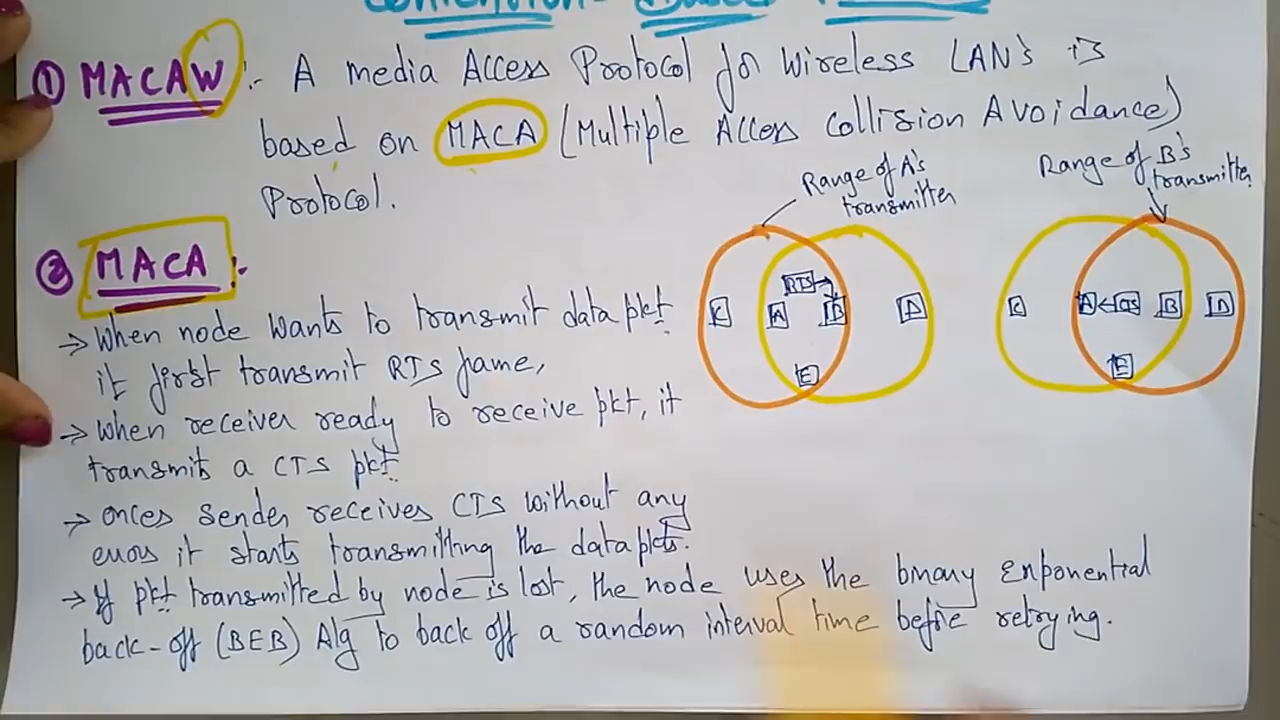 Contention-Based
① MACAW :- A media Access Protocol for Wireless LAN's is
based on MACA (Multiple Access Collision Avoidance)
Protocol.
Range of A's
transmitter
Range of B's
transmitter
② MACA :-
→ When node wants to transmit data pkt
it first transmit RTS frame,
→ When receiver ready to receive pkt, it
transmits a CTS pkt.
→ onces sender receives CTS without any
error it starts transmitting the data pkts.
→ If pkt transmitted by node is lost, the node uses the binary Exponential
back-off (BEB) Alg to back off a random interval time before retrying.
RTS →
C A B D
E
C A ← CTS B D
E